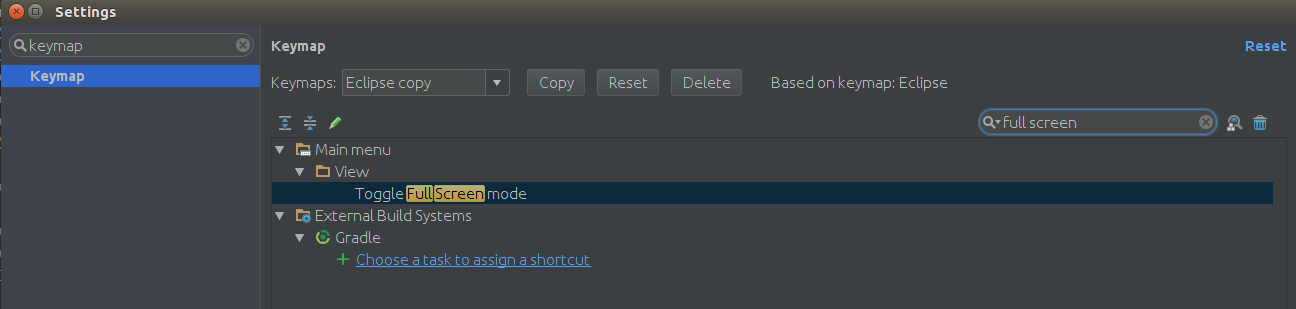 Settings
keymap
Keymap
Keymap
Reset
Keymaps: Eclipse copy Copy Reset Delete Based on keymap: Eclipse
full screen
Main menu
View
Toggle Full Screen mode
External Build Systems
Gradle
Choose a task to assign a shortcut